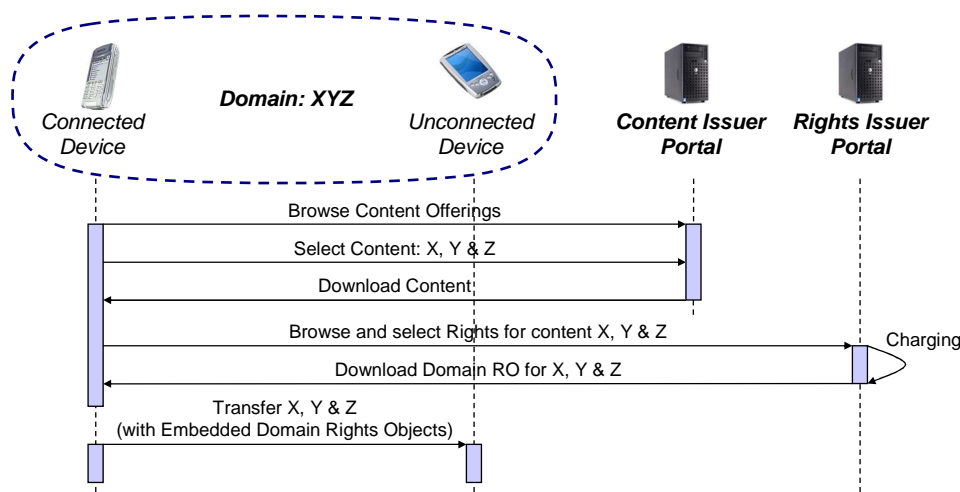 Domain: XYZ
Connected
Device
Unconnected
Device
Content Issuer
Portal
Rights Issuer
Portal
Browse Content Offerings
Select Content: X, Y & Z
Download Content
Browse and select Rights for content X, Y & Z
Charging
Download Domain RO for X, Y & Z
Transfer X, Y & Z
(with Embedded Domain Rights Objects)